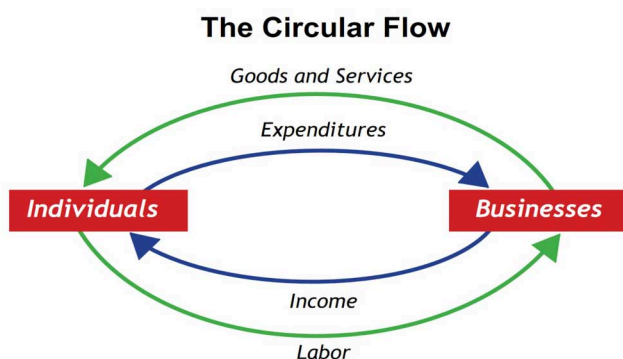 The Circular Flow
Goods and Services
Expenditures
Individuals
Businesses
Income
Labor